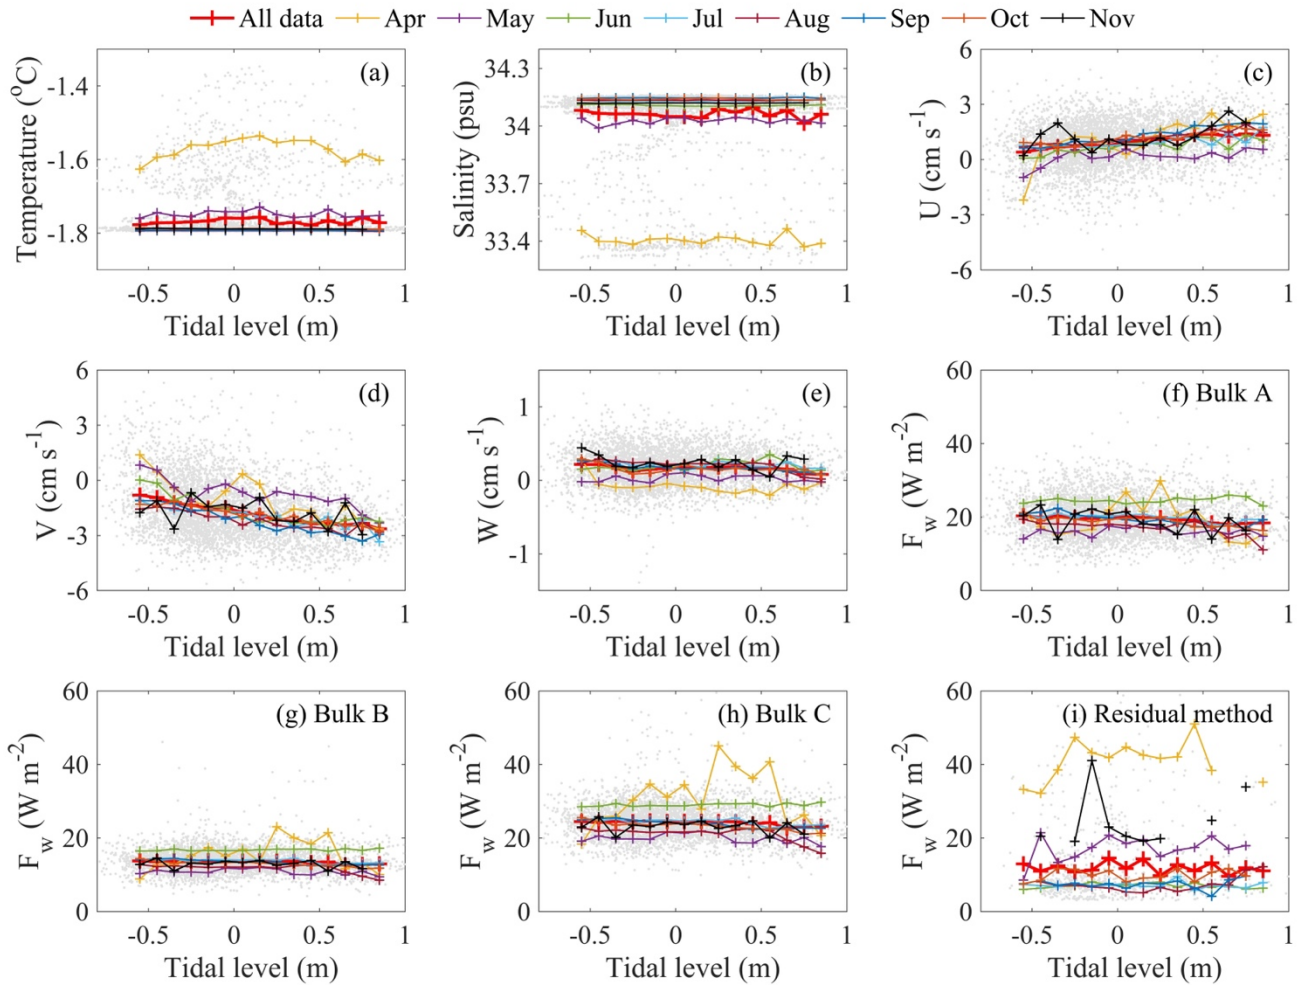 All data Apr May Jun Jul Aug Sep Oct Nov
(a)
Temperature (°C)
-1.4
-1.6
-1.8
-0.5 0 0.5 1
Tidal level (m)
(b)
Salinity (psu)
34.3
34
33.7
33.4
-0.5 0 0.5 1
Tidal level (m)
(c)
U (cm s⁻¹)
6
3
0
-3
-6
-0.5 0 0.5 1
Tidal level (m)
(d)
V (cm s⁻¹)
6
3
0
-3
-6
-0.5 0 0.5 1
Tidal level (m)
(e)
W (cm s⁻¹)
1
0
-1
-0.5 0 0.5 1
Tidal level (m)
(f) Bulk A
F_w (W m⁻²)
60
40
20
0
-0.5 0 0.5 1
Tidal level (m)
(g) Bulk B
F_w (W m⁻²)
60
40
20
0
-0.5 0 0.5 1
Tidal level (m)
(h) Bulk C
F_w (W m⁻²)
60
40
20
0
-0.5 0 0.5 1
Tidal level (m)
(i) Residual method
F_w (W m⁻²)
60
40
20
0
-0.5 0 0.5 1
Tidal level (m)